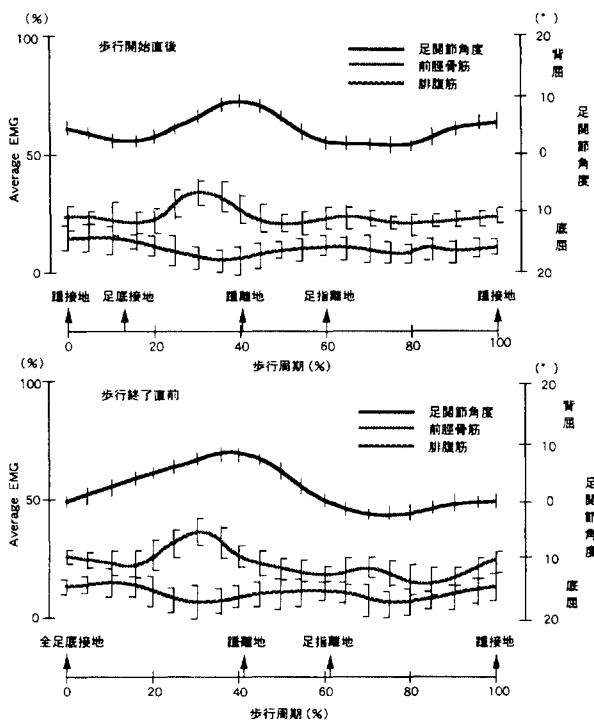 (%)
100
50
0
Average EMG
歩行開始直後
足関節角度
前脛骨筋
腓腹筋
(°)
20
10
0
10
20
背屈
足関節角度
底屈
踵接地
足底接地
踵離地
足指離地
踵接地
0
20
40
60
80
100
歩行周期(%)
(%)
100
50
0
Average EMG
歩行終了直前
足関節角度
前脛骨筋
腓腹筋
(°)
20
10
0
10
20
背屈
足関節角度
底屈
全足底接地
踵離地
足指離地
踵接地
0
20
40
60
80
100
歩行周期(%)